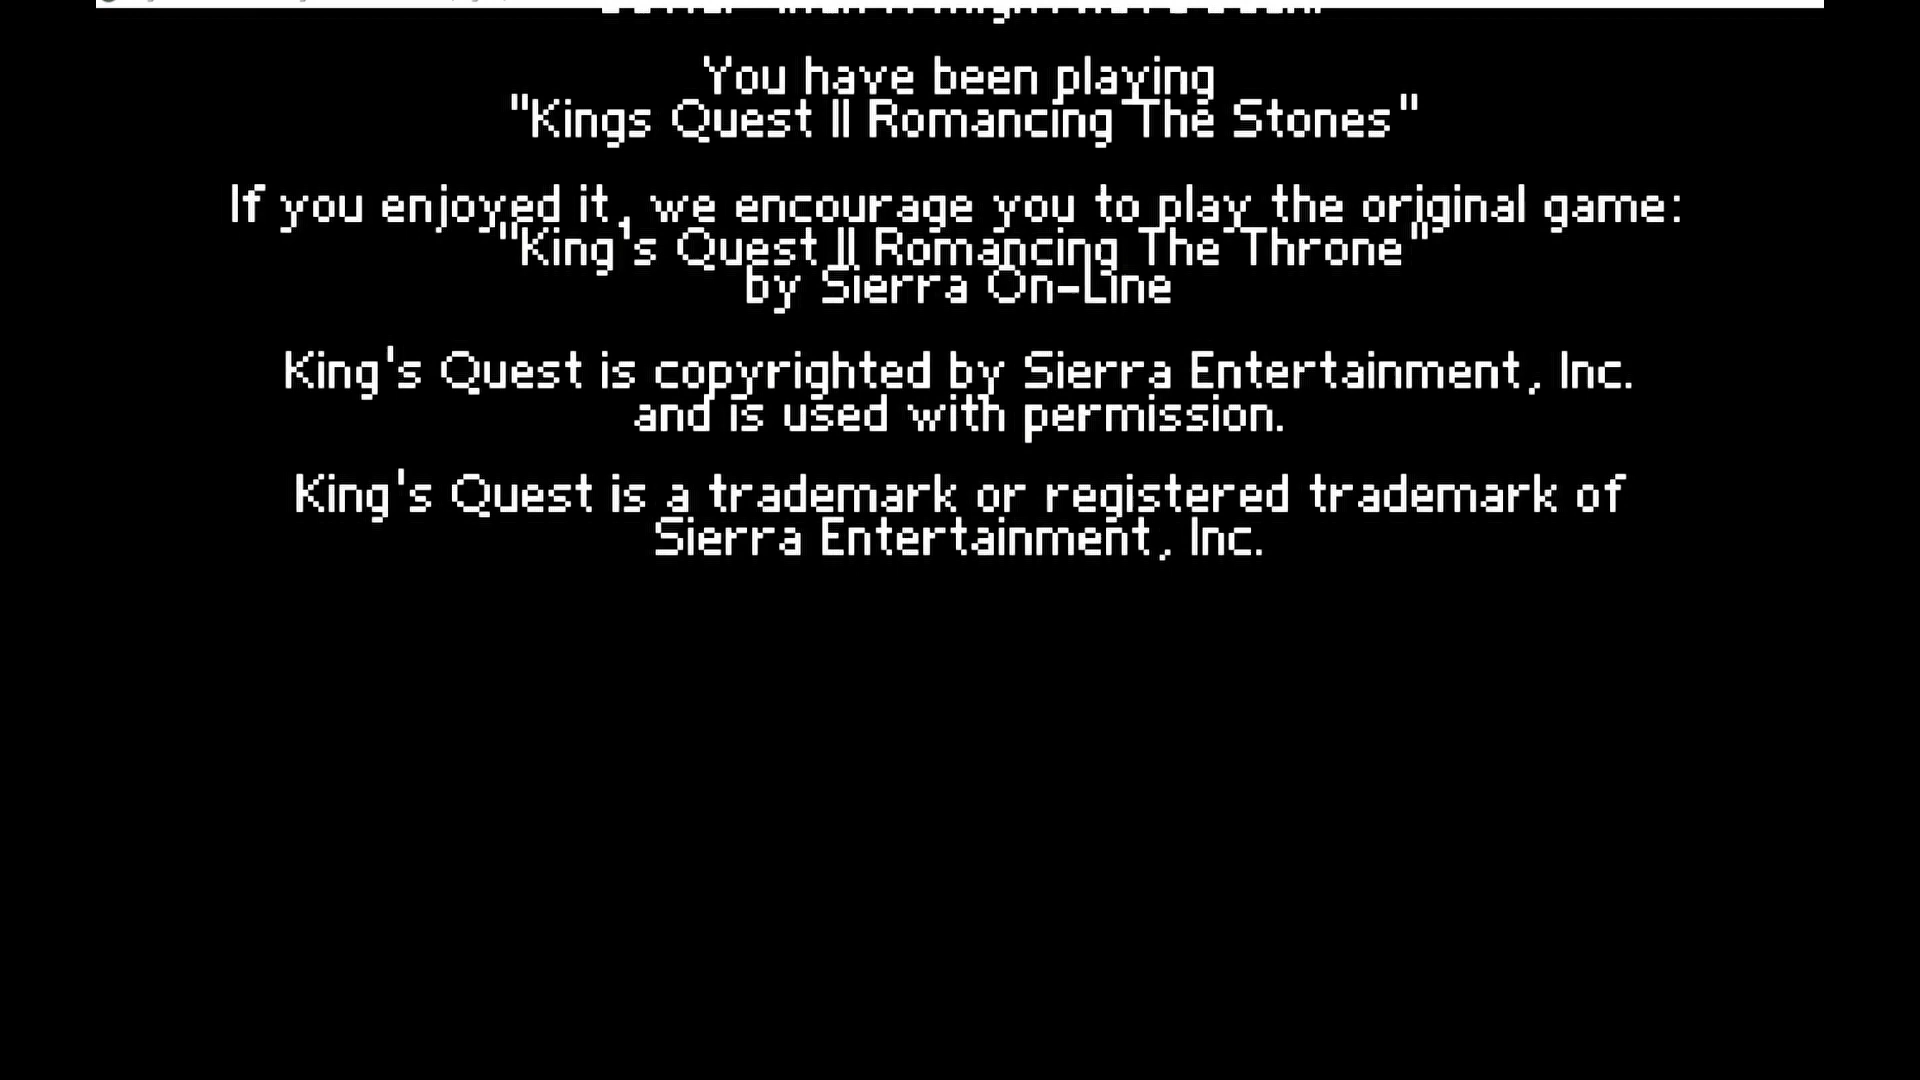 You have been playing
"Kings Quest II Romancing The Stones"
If you enjoyed it, we encourage you to play the original game:
"King's Quest II Romancing The Throne"
by Sierra On-Line
King's Quest is copyrighted by Sierra Entertainment, Inc.
and is used with permission.
King's Quest is a trademark or registered trademark of
Sierra Entertainment, Inc.